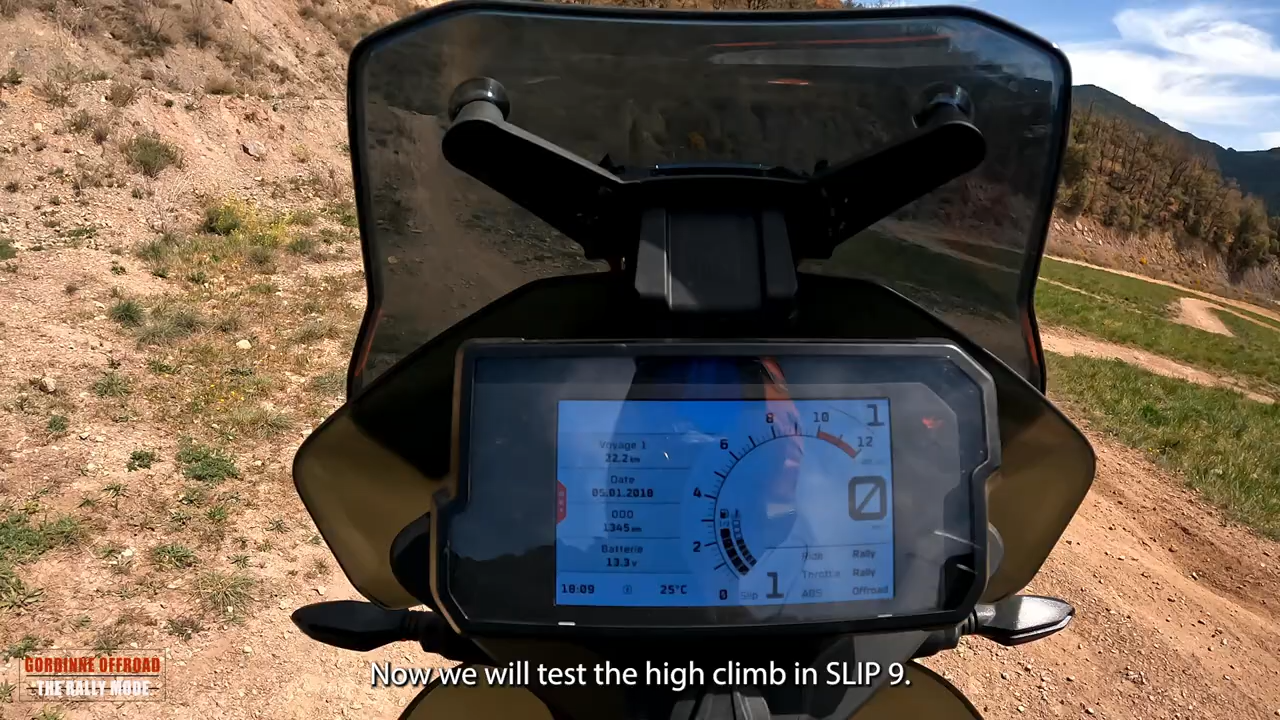 Voyage 1
22.2 km
Date
05.01.2018
ODO
1345 km
Batterie
13.3 v
18:09
25°C
0
2
4
6
8
10
12
1
0
Slip 1
Ride Rally
Throttle Rally
ABS Offroad
GORDINNE OFFROAD
"THE RALLY MODE"
Now we will test the high climb in SLIP 9.